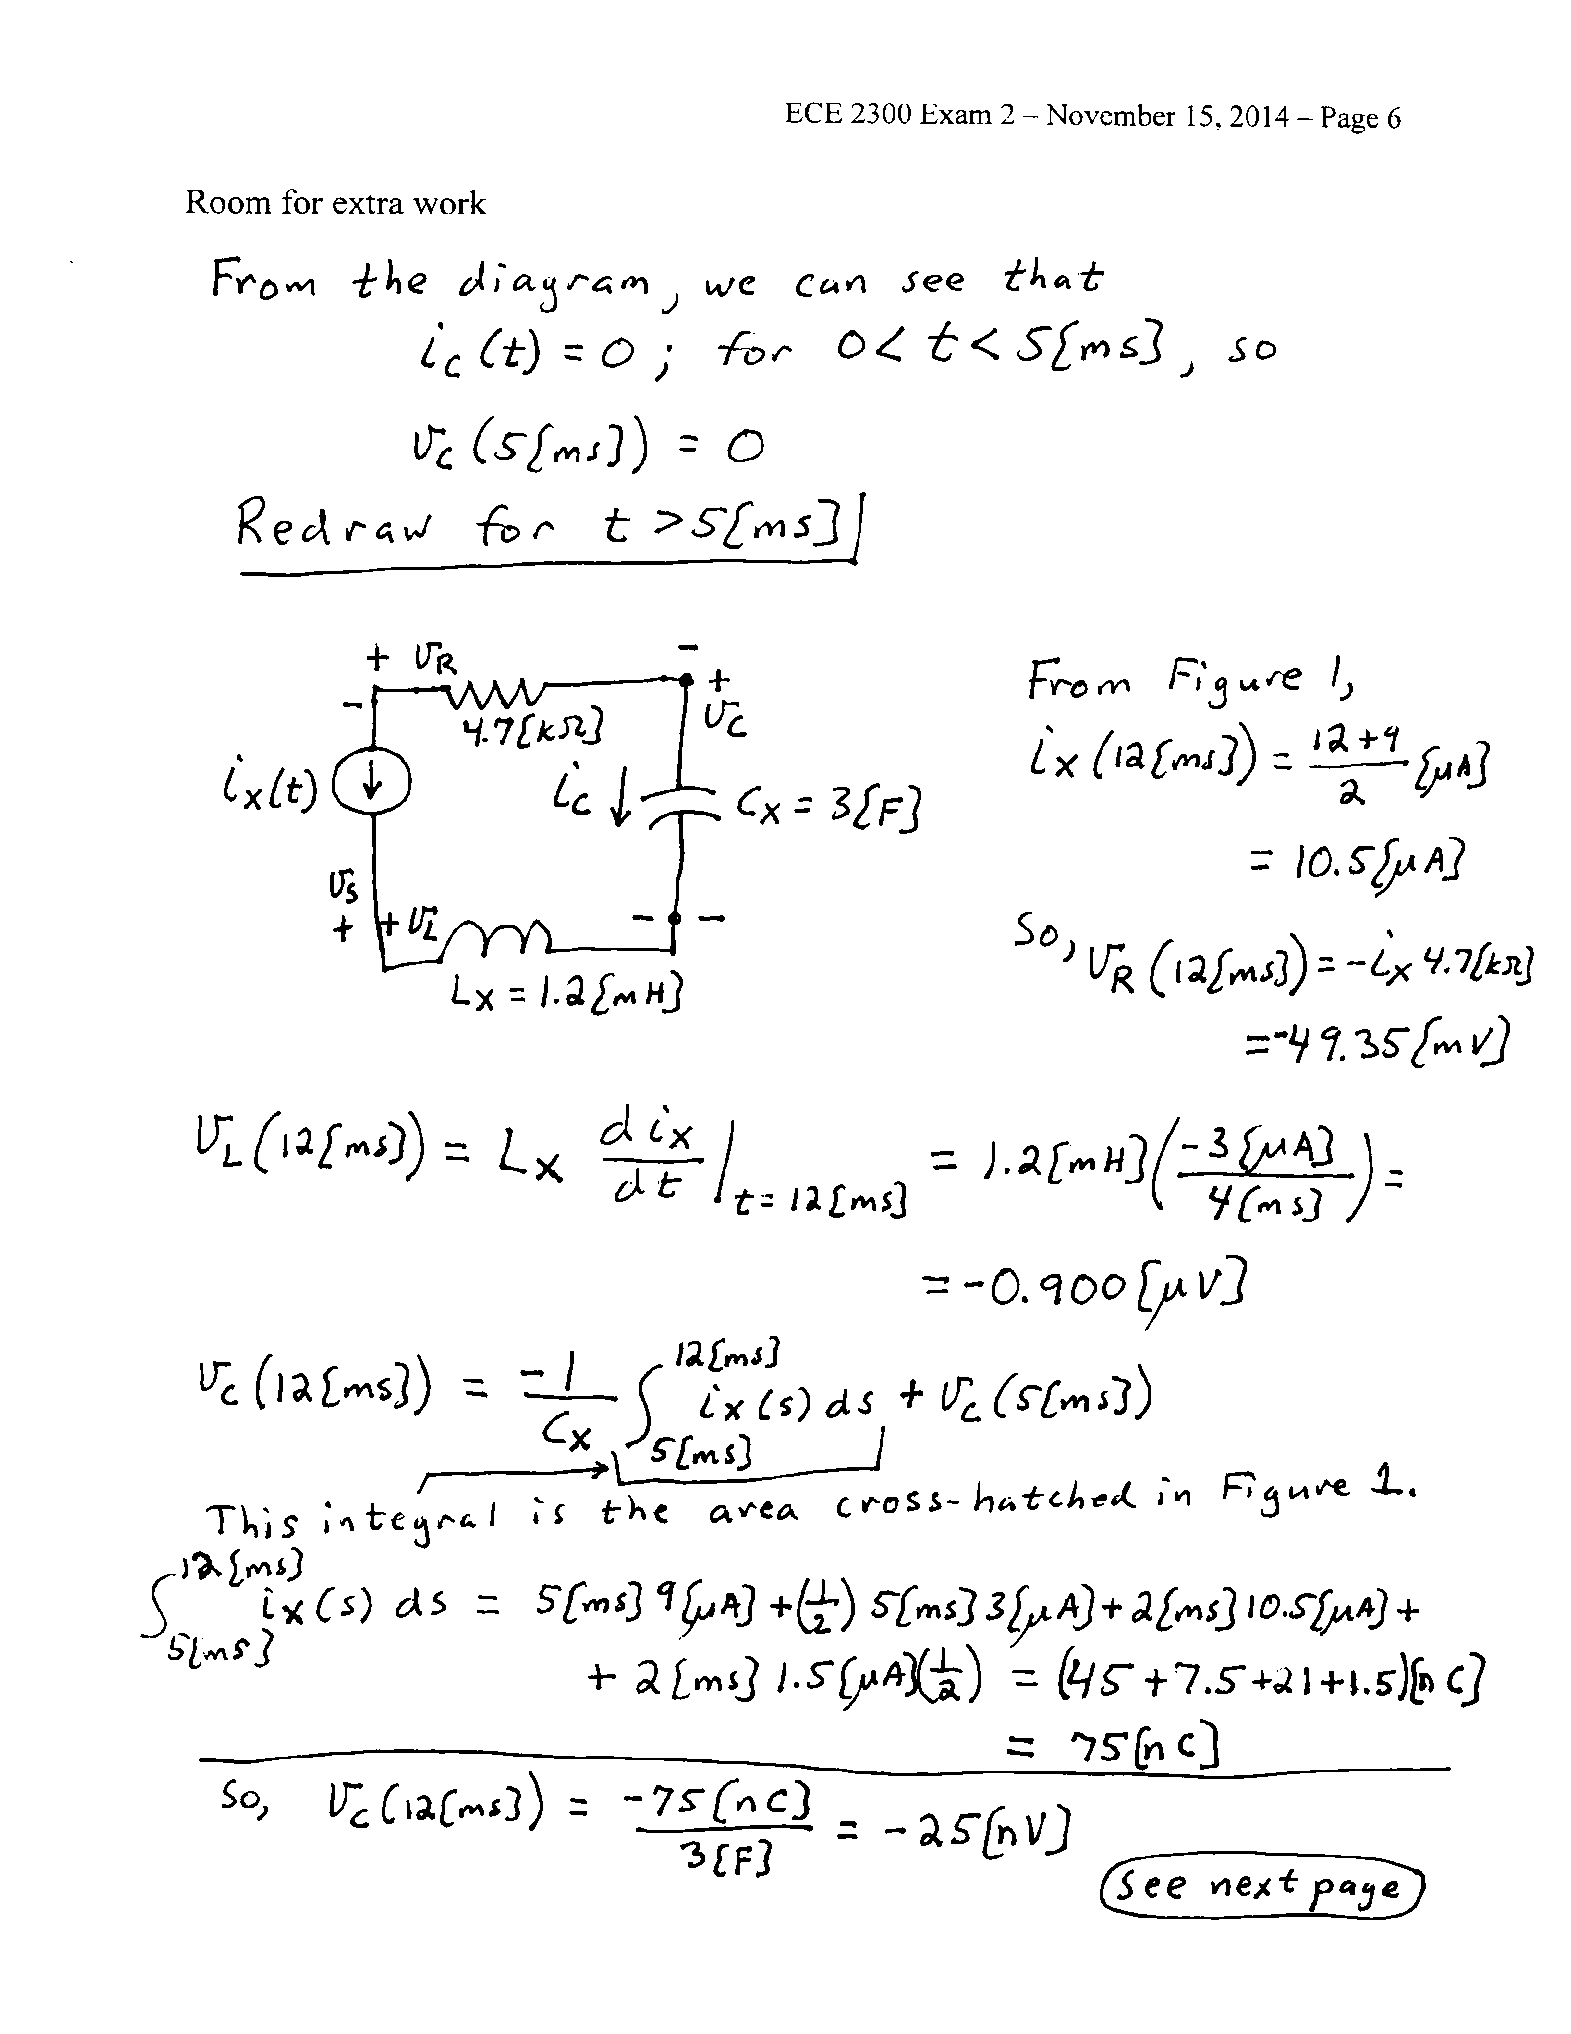 ECE 2300 Exam 2 – November 15, 2014 – Page 6
Room for extra work
From the diagram, we can see that
i_C (t) = 0 ; for 0 < t < 5[ms], so
v_C (5[ms]) = 0
Redraw for t > 5[ms]
+ v_R -
- 4.7[kΩ] +
v_C
i_X(t)
i_C ↓ C_X = 3[F]
v_S
+ + v_L - -
L_X = 1.2[mH]
From Figure 1,
i_X (12[ms]) = (12+9)/2 [μA]
= 10.5[μA]
So, v_R (12[ms]) = -i_X 4.7[kΩ]
= -49.35[mV]
v_L (12[ms]) = L_X di_X/dt |t=12[ms] = 1.2[mH](-3[μA]/4[ms]) =
= -0.900[μV]
v_C (12[ms]) = -1/C_X ∫5[ms]12[ms] i_X (s) ds + v_C (5[ms])
This integral is the area cross-hatched in Figure 1.
∫5[ms]12[ms] i_X (s) ds = 5[ms] 9[μA] + (1/2) 5[ms] 3[μA] + 2[ms] 10.5[μA] +
+ 2[ms] 1.5[μA](1/2) = (45 + 7.5 + 21 + 1.5)[nC]
= 75[nC]
So, v_C (12[ms]) = -75[nC]/3[F] = -25[nV]
See next page